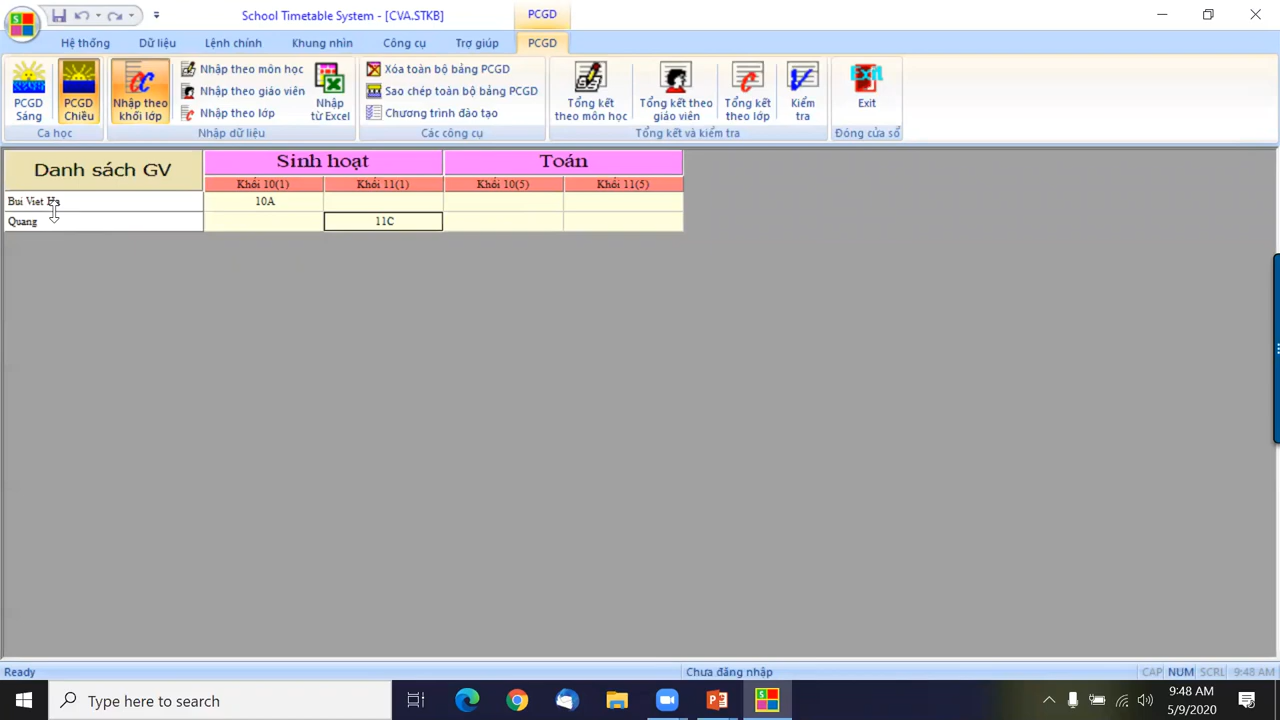 School Timetable System - [CVA.STKB]
PCGD
Hệ thống
Dữ liệu
Lệnh chính
Khung nhìn
Công cụ
Trợ giúp
PCGD
PCGD Sáng
PCGD Chiều
Nhập theo khối lớp
Nhập theo môn học
Nhập theo giáo viên
Nhập theo lớp
Nhập từ Excel
Xóa toàn bộ bảng PCGD
Sao chép toàn bộ bảng PCGD
Chương trình đào tạo
Tổng kết theo môn học
Tổng kết theo giáo viên
Tổng kết theo lớp
Kiểm tra
Exit
Ca học
Nhập dữ liệu
Các công cụ
Tổng kết và kiểm tra
Đóng cửa sổ
Danh sách GV
Sinh hoạt
Toán
Khối 10(1)
Khối 11(1)
Khối 10(5)
Khối 11(5)
Bui Viet
10A
Quang
11C
Ready
Chưa đăng nhập
CAP NUM SCRL 9:48 AM
Type here to search
9:48 AM
5/9/2020